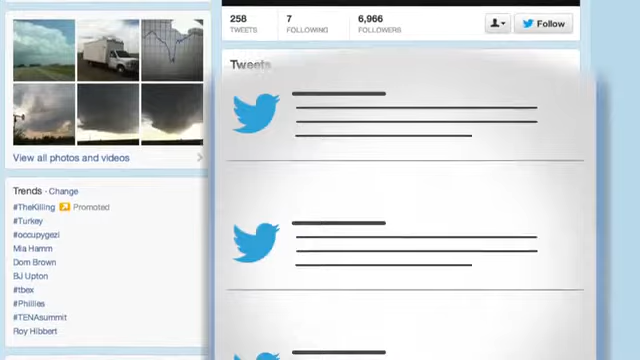 258
TWEETS
7
FOLLOWING
6,966
FOLLOWERS
Follow
Tweets
View all photos and videos
Trends · Change
#TheKilling Promoted
#Turkey
#occupygezi
Mia Hamm
Dom Brown
BJ Upton
#tbex
#Phillies
#TENAsummit
Roy Hibbert